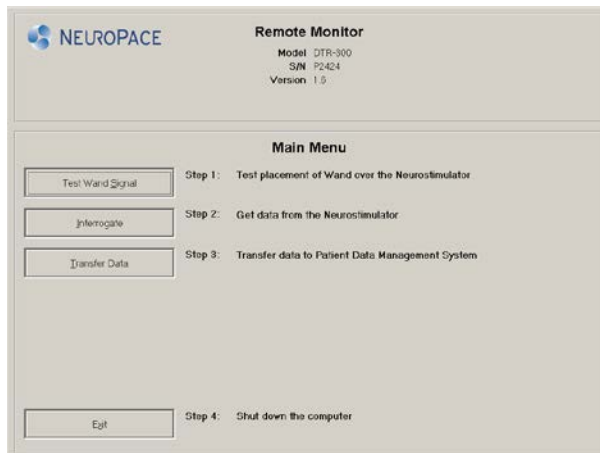 NEUROPACE
Remote Monitor
Model DTR-300
S/N P2424
Version 1.6
Main Menu
Test Wand Signal Step 1: Test placement of Wand over the Neurostimulator
Interrogate Step 2: Get data from the Neurostimulator
Transfer Data Step 3: Transfer data to Patient Data Management System
Exit Step 4: Shut down the computer